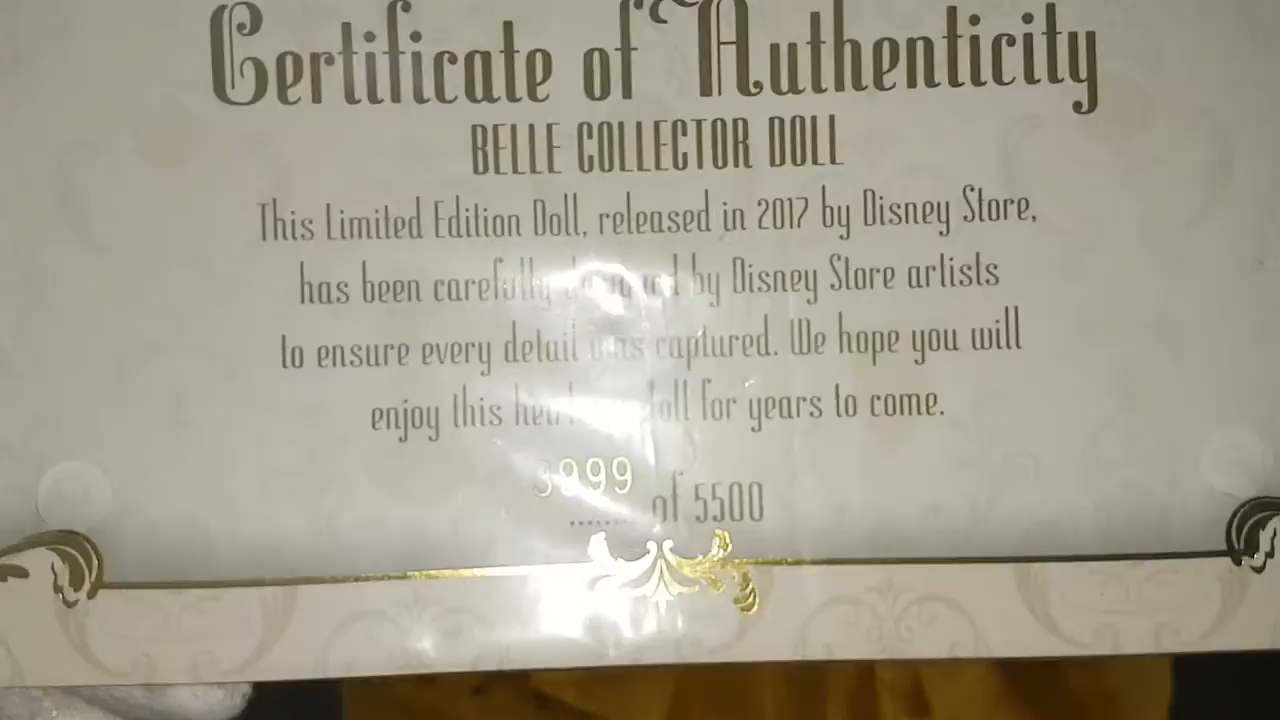 Certificate of Authenticity
BELLE COLLECTOR DOLL
This Limited Edition Doll, released in 2017 by Disney Store,
has been carefully by Disney Store artists
to ensure every detail was captured. We hope you will
enjoy this doll for years to come.
of 5500